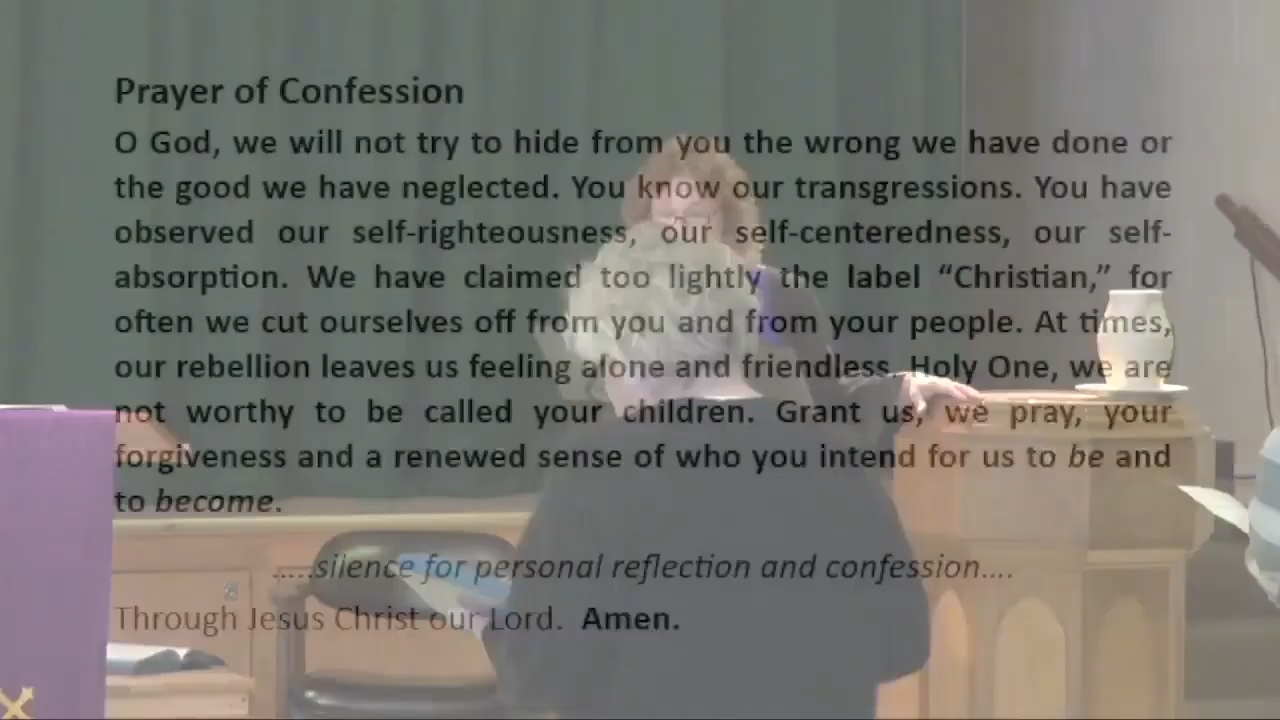 Prayer of Confession
O God, we will not try to hide from you the wrong we have done or
the good we have neglected. You know our transgressions. You have
observed our self-righteousness, our self-centeredness, our self-
absorption. We have claimed too lightly the label “Christian,” for
often we cut ourselves off from you and from your people. At times,
our rebellion leaves us feeling alone and friendless. Holy One, we are
not worthy to be called your children. Grant us, we pray, your
forgiveness and a renewed sense of who you intend for us to be and
to become.
.....silence for personal reflection and confession....
Through Jesus Christ our Lord. Amen.